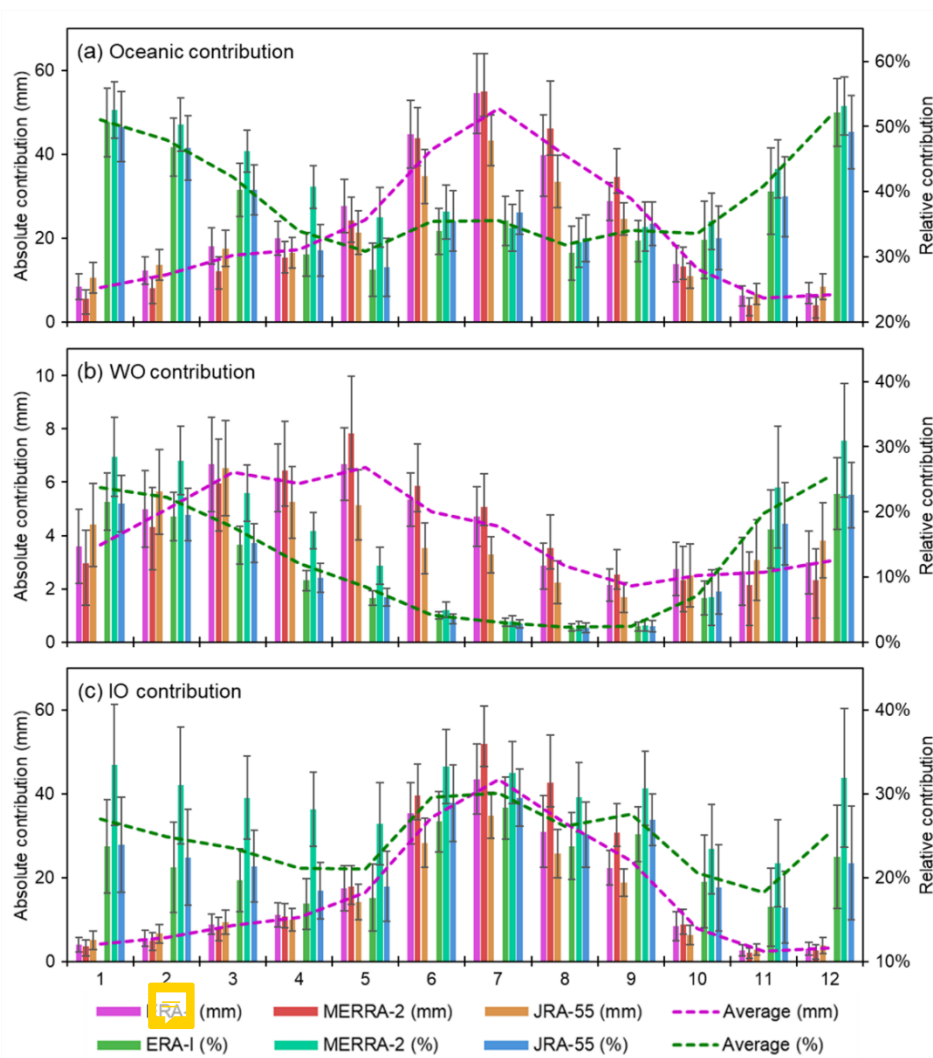 (a) Oceanic contribution
Absolute contribution (mm)
60
40
20
0
Relative contribution
60%
50%
40%
30%
20%
(b) WO contribution
Absolute contribution (mm)
10
8
6
4
2
0
Relative contribution
40%
30%
20%
10%
0%
(c) IO contribution
Absolute contribution (mm)
60
40
20
0
Relative contribution
40%
30%
20%
10%
1 2 3 4 5 6 7 8 9 10 11 12
(mm) MERRA-2 (mm) JRA-55 (mm) Average (mm)
ERA-I (%) MERRA-2 (%) JRA-55 (%) Average (%)